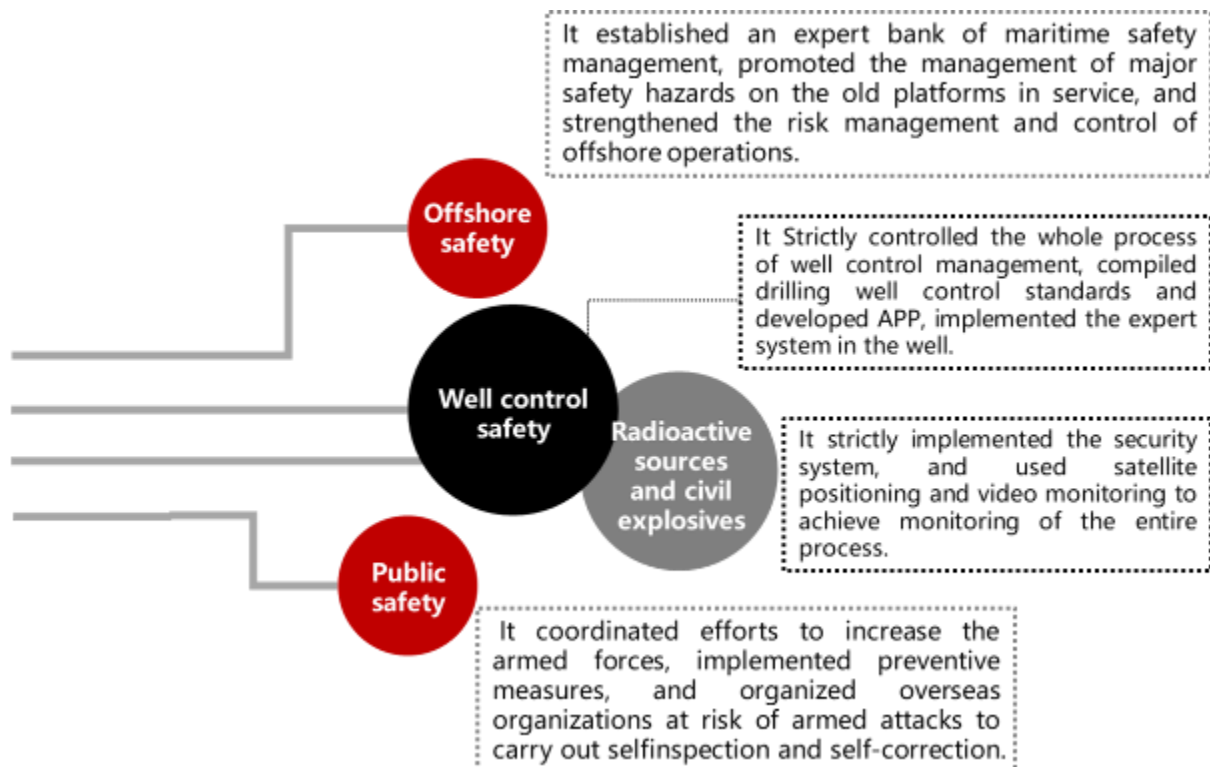 It established an expert bank of maritime safety
management, promoted the management of major
safety hazards on the old platforms in service, and
strengthened the risk management and control of
offshore operations.
Offshore
safety
It Strictly controlled the whole process
of well control management, compiled
drilling well control standards and
developed APP, implemented the expert
system in the well.
Well control
safety
Radioactive
sources
and civil
explosives
It strictly implemented the security
system, and used satellite
positioning and video monitoring to
achieve monitoring of the entire
process.
Public
safety
It coordinated efforts to increase the
armed forces, implemented preventive
measures, and organized overseas
organizations at risk of armed attacks to
carry out selfinspection and self-correction.